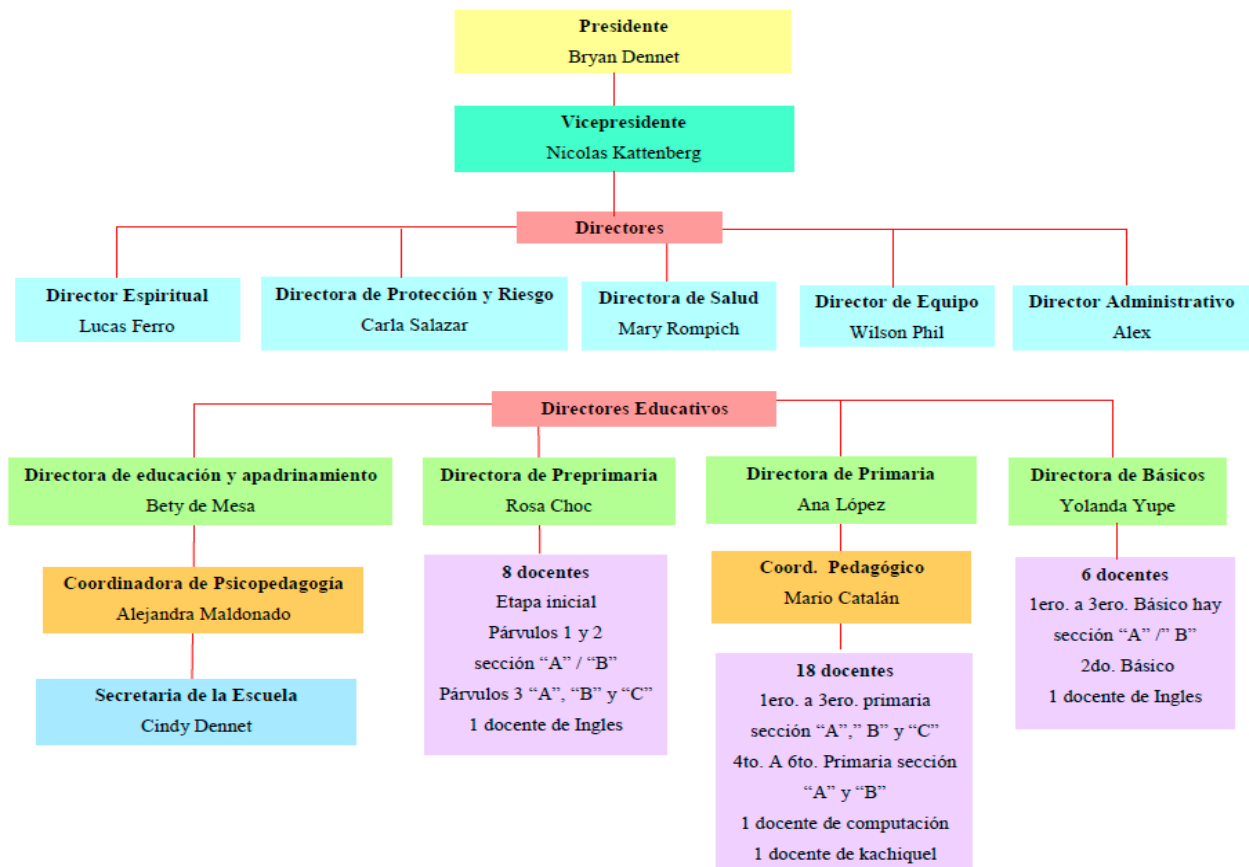 Presidente
Bryan Dennet
Vicepresidente
Nicolas Kattenberg
Directores
Director Espiritual
Lucas Ferro
Directora de Protección y Riesgo
Carla Salazar
Directora de Salud
Mary Rompich
Director de Equipo
Wilson Phil
Director Administrativo
Alex
Directores Educativos
Directora de educación y apadrinamiento
Bety de Mesa
Coordinadora de Psicopedagogía
Alejandra Maldonado
Secretaria de la Escuela
Cindy Dennet
Directora de Preprimaria
Rosa Choc
8 docentes
Etapa inicial
Párvulos 1 y 2
sección “A” / “B”
Párvulos 3 “A”, “B” y “C”
1 docente de Ingles
Directora de Primaria
Ana López
Coord. Pedagógico
Mario Catalán
18 docentes
1ero. a 3ero. primaria
sección “A”,” B” y “C”
4to. A 6to. Primaria sección
“A” y “B”
1 docente de computación
1 docente de kachiquel
Directora de Básicos
Yolanda Yupe
6 docentes
1ero. a 3ero. Básico hay
sección “A” /” B”
2do. Básico
1 docente de Ingles